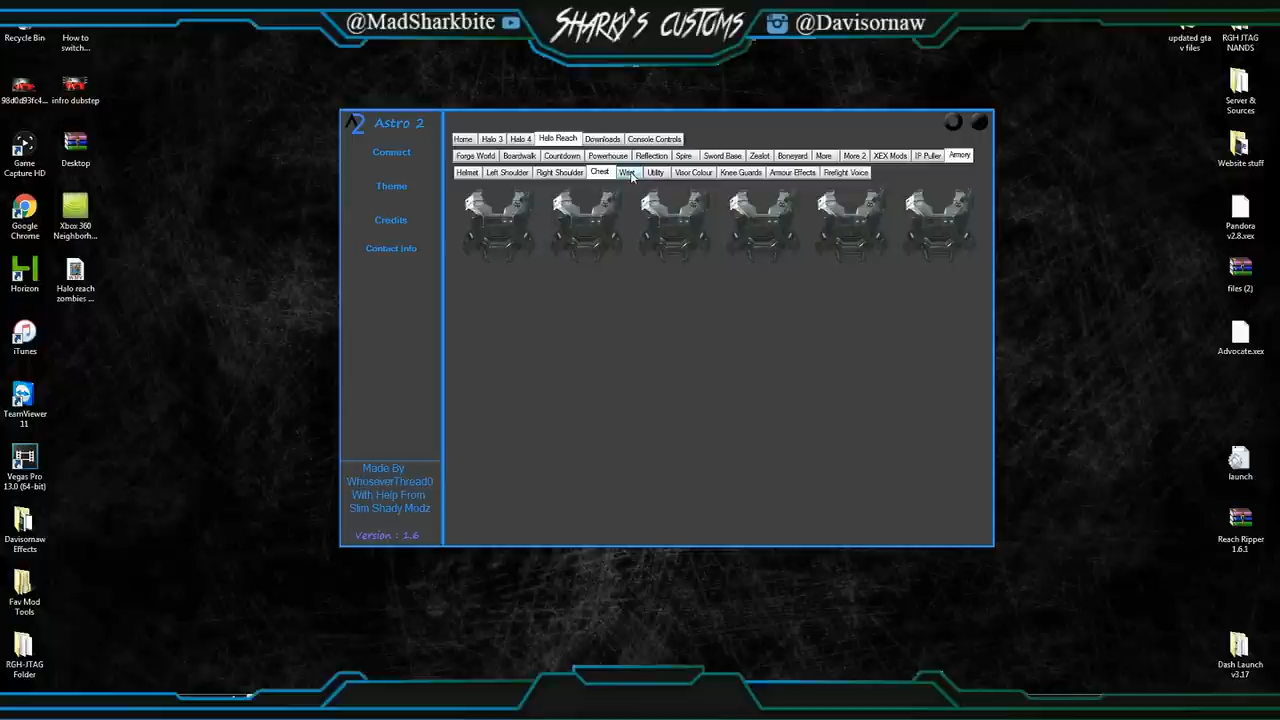 @MadSharkbite
SHARKY'S CUSTOMS
@Davisornaw
Recycle Bin
How to
switch...
98d0d93fc4...
intro dubstep
Game
Capture HD
Desktop
Google
Chrome
Xbox 360
Neighborh...
Horizon
Halo reach
zombies ...
iTunes
TeamViewer
11
Vegas Pro
13.0 (64-bit)
Davisornaw
Effects
Fav Mod
Tools
RGH-JTAG
Folder
Astro 2
Connect
Theme
Credits
Contact info
Made By
WhoseverThread0
With Help From
Slim Shady Modz
Version : 1.6
Home Halo 3 Halo 4 Halo Reach Downloads Console Controls
Forge World Boardwalk Countdown Powerhouse Reflection Spire Sword Base Zealot Boneyard More More 2 XEX Mods IP Puller Armory
Helmet Left Shoulder Right Shoulder Chest Utility Visor Colour Knee Guards Armour Effects Firefight Voice
updated gta
v files
RGH JTAG
NANDS
Server &
Sources
Website stuff
Pandora
v2.8.xex
files (2)
Advocate.xex
launch
Reach Ripper
1.6.1
Dash Launch
v3.17